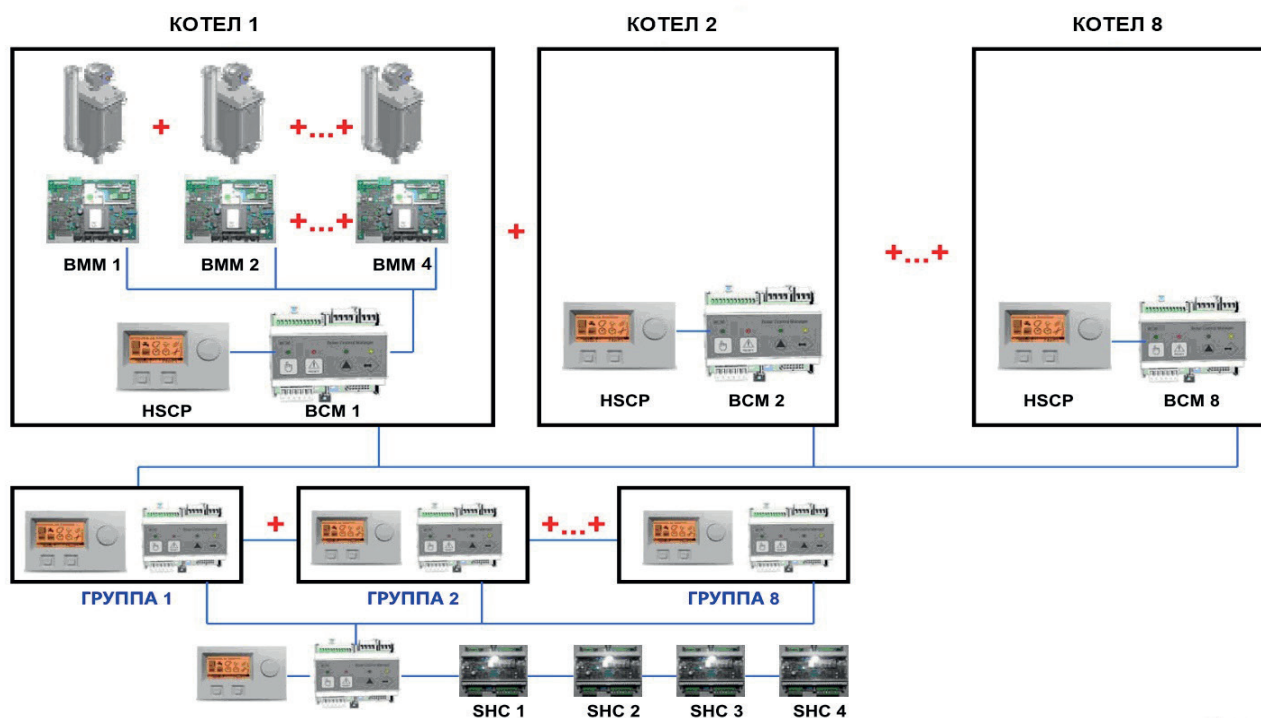 КОТЕЛ 1
КОТЕЛ 2
КОТЕЛ 8
+
+...+
BMM 1
BMM 2
+...+
BMM 4
+
+...+
HSCP
BCM 1
HSCP
BCM 2
HSCP
BCM 8
+
+...+
ГРУППА 1
ГРУППА 2
ГРУППА 8
SHC 1
SHC 2
SHC 3
SHC 4